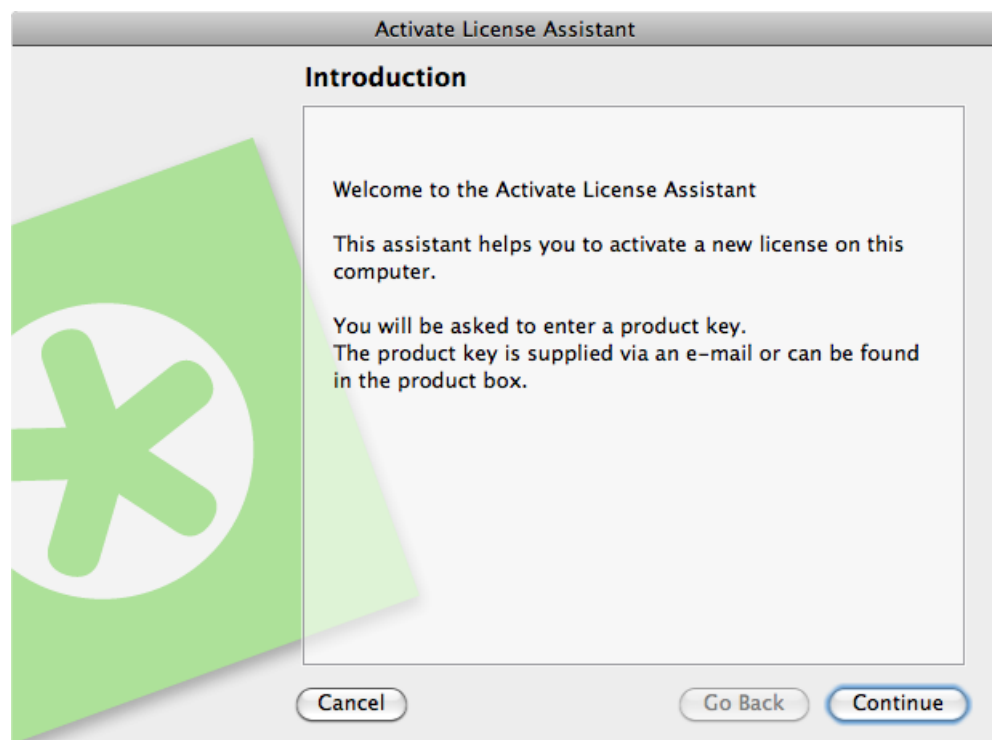 Activate License Assistant
Introduction
Welcome to the Activate License Assistant
This assistant helps you to activate a new license on this
computer.
You will be asked to enter a product key.
The product key is supplied via an e-mail or can be found
in the product box.
Cancel
Go Back
Continue